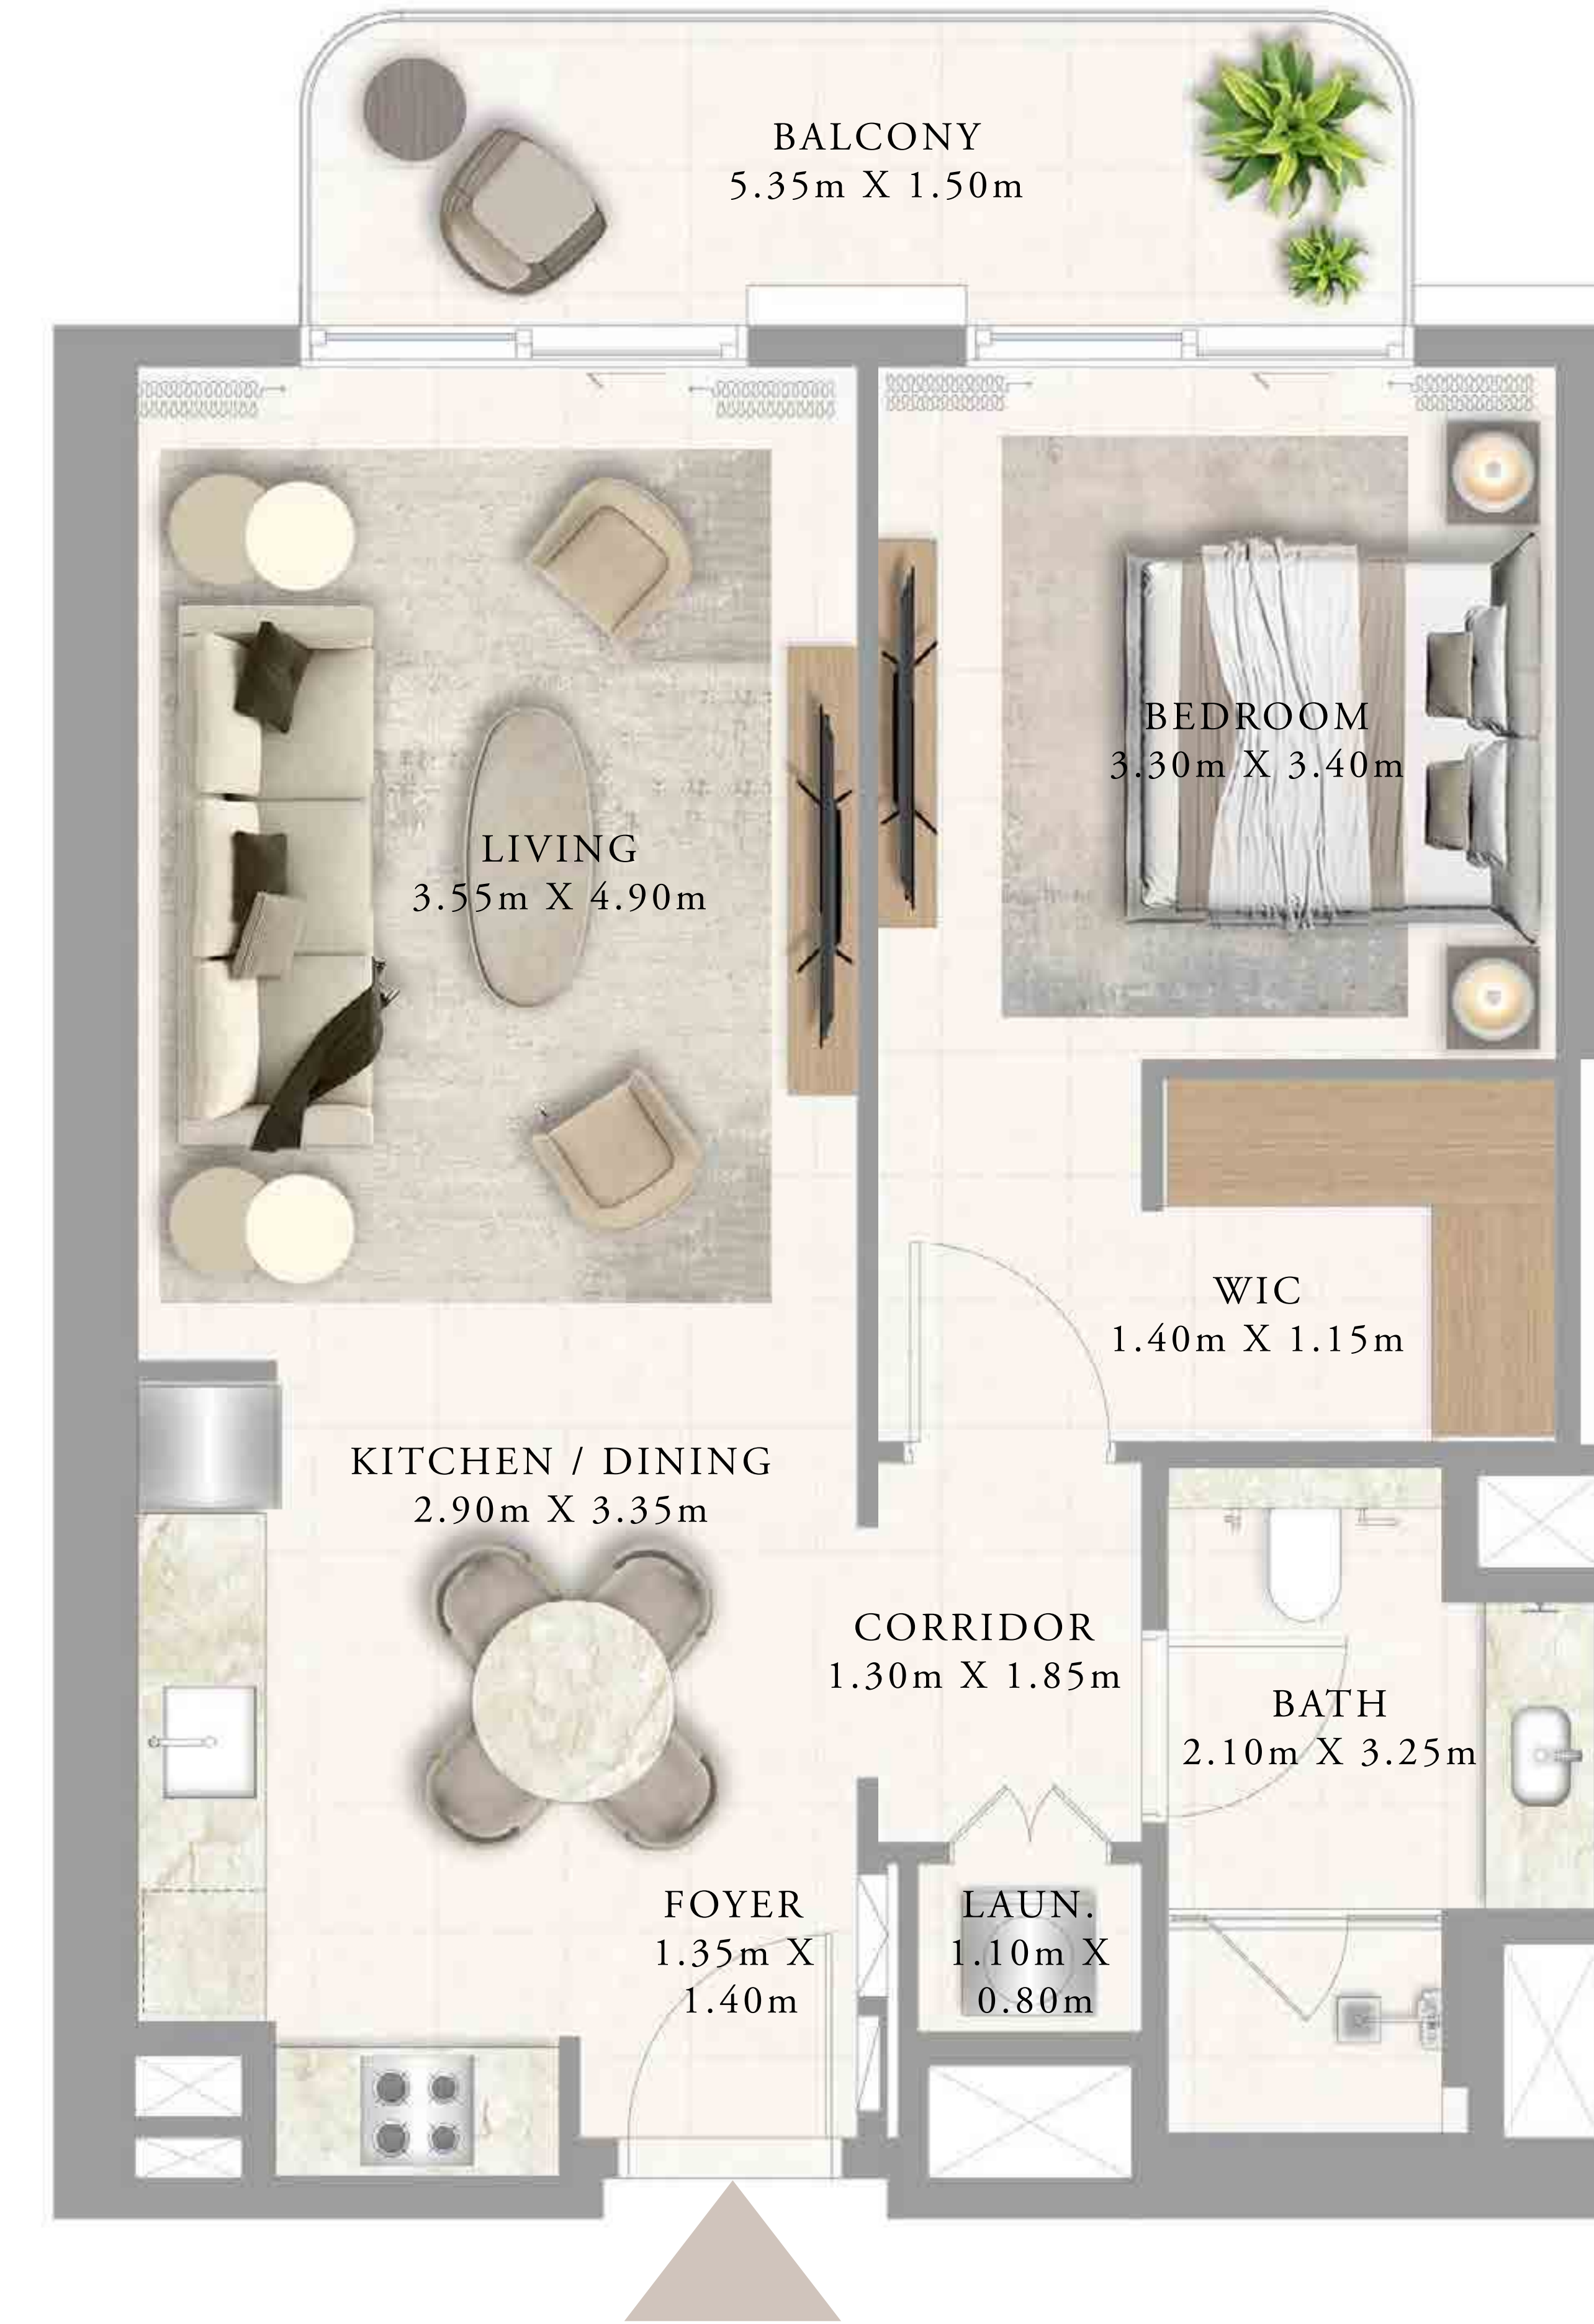 BALCONY
5.35m X 1.50m
BEDROOM
3.30m X 3.40m
LIVING
3.55m X 4.90m
WIC
1.40m X 1.15m
KITCHEN / DINING
2.90m X 3.35m
CORRIDOR
1.30m X 1.85m
BATH
2.10m X 3.25m
FOYER
1.35m X
1.40m
LAUN.
1.10m X
0.80m